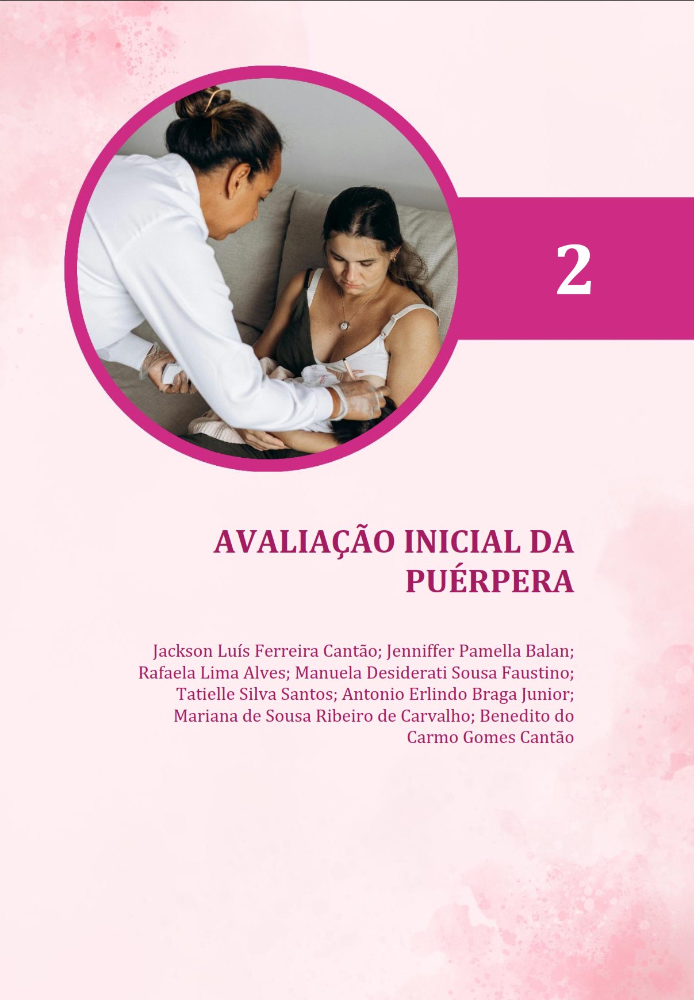 2
AVALIAÇÃO INICIAL DA
PUÉRPERA
Jackson Luís Ferreira Cantão; Jenniffer Pamella Balan;
Rafaela Lima Alves; Manuela Desiderati Sousa Faustino;
Tatielle Silva Santos; Antonio Erlindo Braga Junior;
Mariana de Sousa Ribeiro de Carvalho; Benedito do
Carmo Gomes Cantão